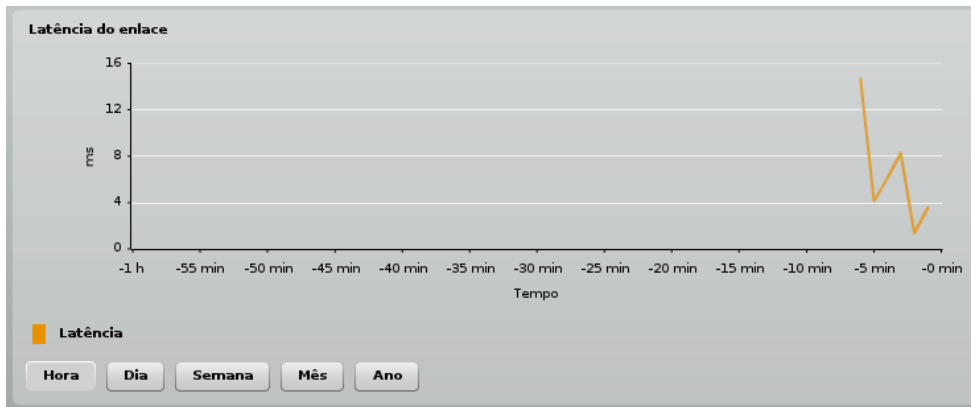 Latência do enlace
16
12
8
4
0
ms
-1 h -55 min -50 min -45 min -40 min -35 min -30 min -25 min -20 min -15 min -10 min -5 min -0 min
Tempo
Latência
Hora Dia Semana Mês Ano